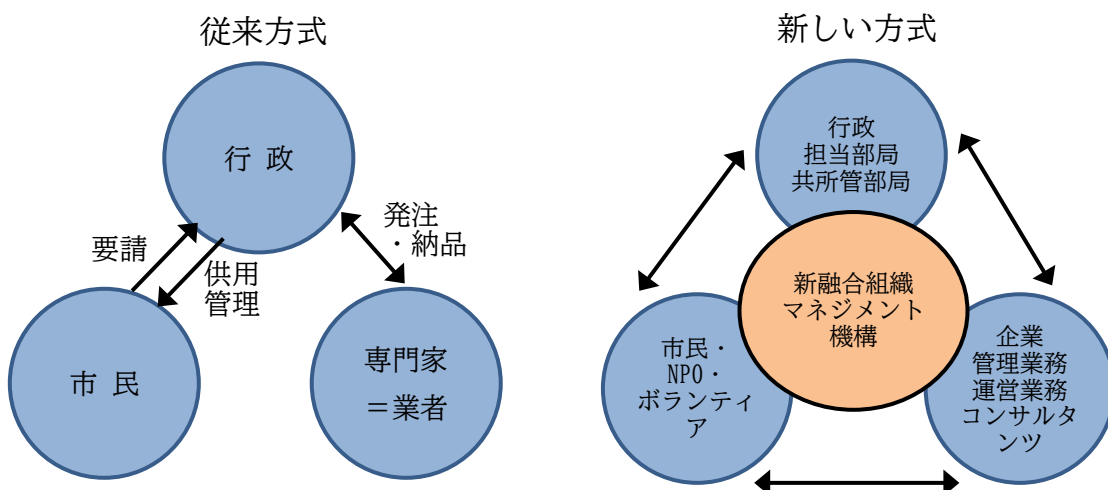 従来方式
行 政
要請
供用
管理
発注
・納品
市 民
専門家
＝業者
新しい方式
行政
担当部局
共所管部局
新融合組織
マネジメント
機構
市民・
NPO・
ボランティ
ア
企業
管理業務
運営業務
コンサルタ
ンツ